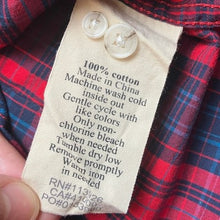 100% cotton
Made in China
Machine wash cold
inside out
Gentle cycle with
like colors
Only non-
chlorine bleach
when needed
Tumble dry low
Remove promptly
Warm iron
if needed